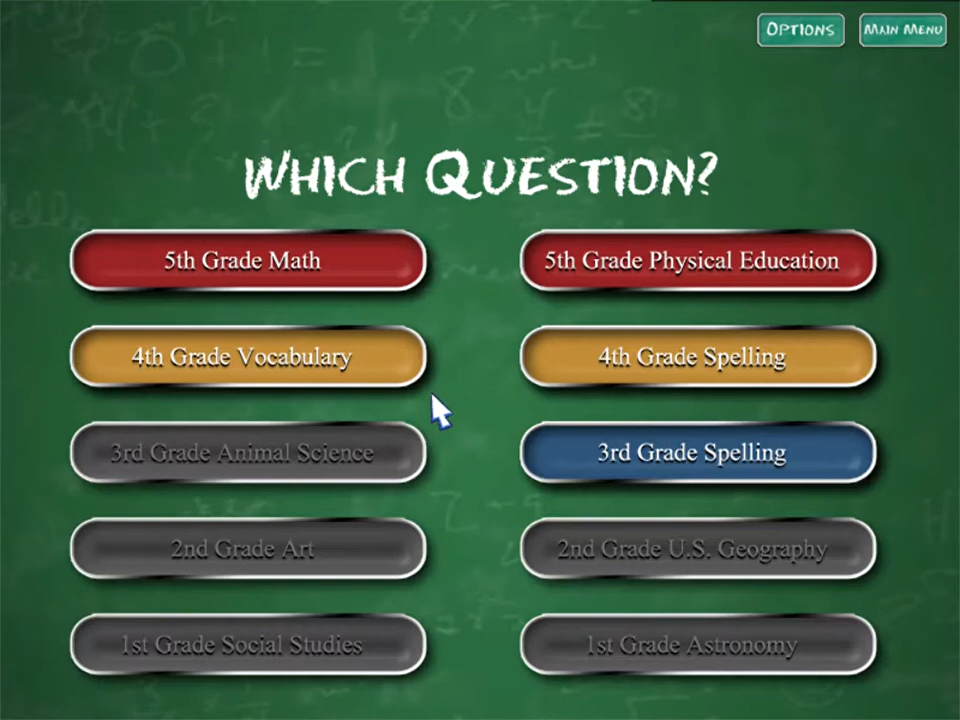 Options
Main Menu
Which Question?
5th Grade Math
5th Grade Physical Education
4th Grade Vocabulary
4th Grade Spelling
3rd Grade Animal Science
3rd Grade Spelling
2nd Grade Art
2nd Grade U.S. Geography
1st Grade Social Studies
1st Grade Astronomy